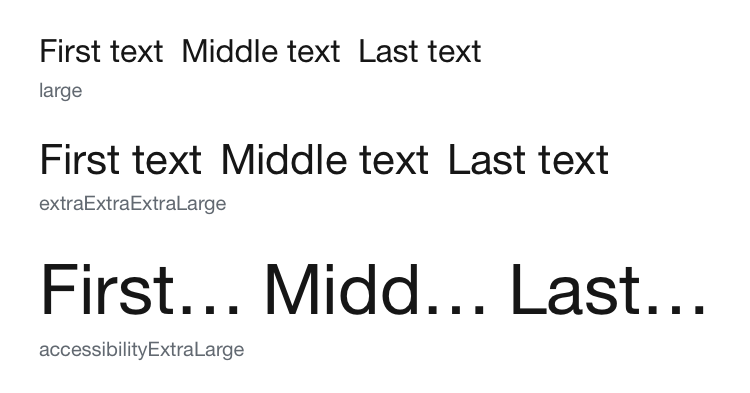 First text Middle text Last text
large
First text Middle text Last text
extraExtraExtraLarge
First… Midd… Last…
accessibilityExtraLarge